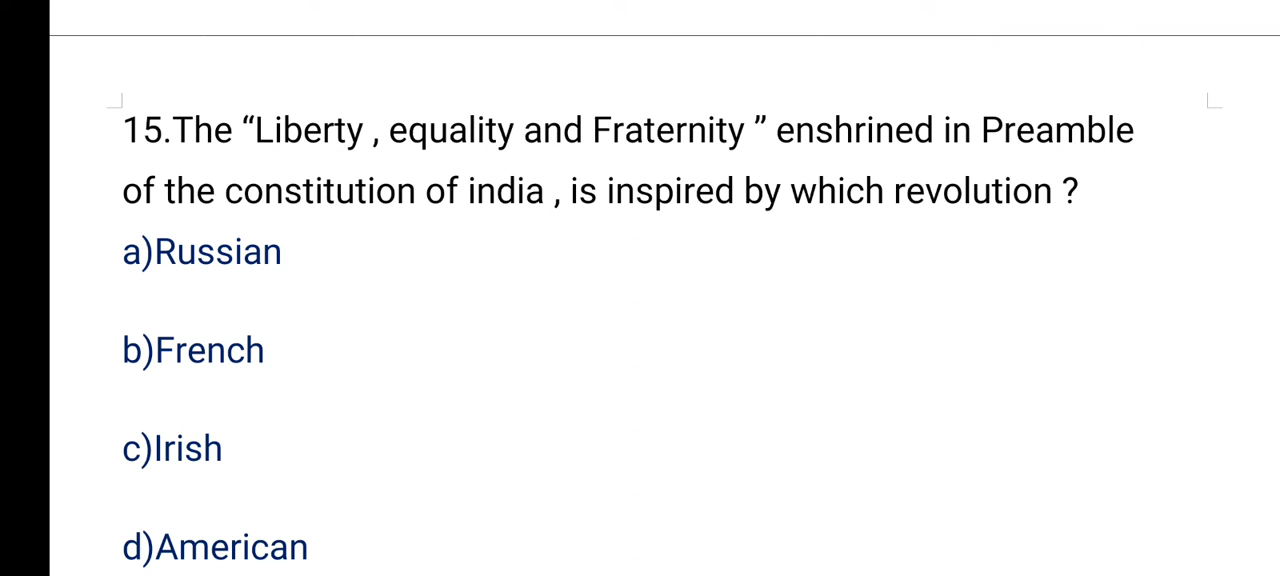 15.The “Liberty , equality and Fraternity ” enshrined in Preamble
of the constitution of india , is inspired by which revolution ?
a)Russian
b)French
c)Irish
d)American